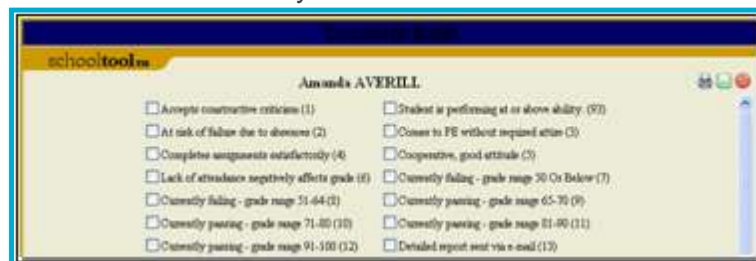 schooltool
Amanda AVERILL
Accepts constructive criticism (1) Student is performing at or above ability. (93)
At risk of failure due to absences (2) Comes to PE without required attire (3)
Completes assignments satisfactorily (4) Cooperative, good attitude (5)
Lack of attendance negatively affects grade (6) Currently failing - grade range 50 Or Below (7)
Currently failing - grade range 51-64 (8) Currently passing - grade range 65-70 (9)
Currently passing - grade range 71-80 (10) Currently passing - grade range 81-90 (11)
Currently passing - grade range 91-100 (12) Detailed report sent via e-mail (13)